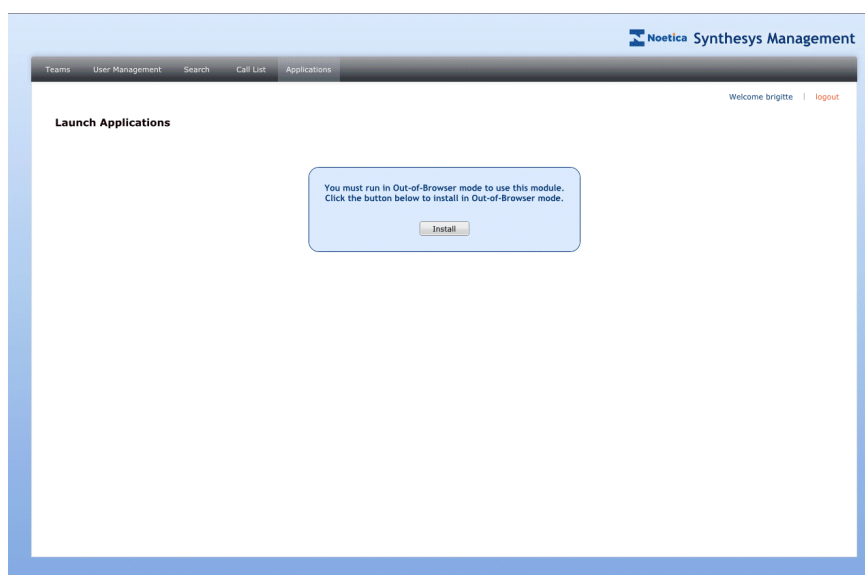 Noetica Synthesys Management
Teams User Management Search Call List Applications
Welcome brigitte | logout
Launch Applications
You must run in Out-of-Browser mode to use this module.
Click the button below to install in Out-of-Browser mode.
Install